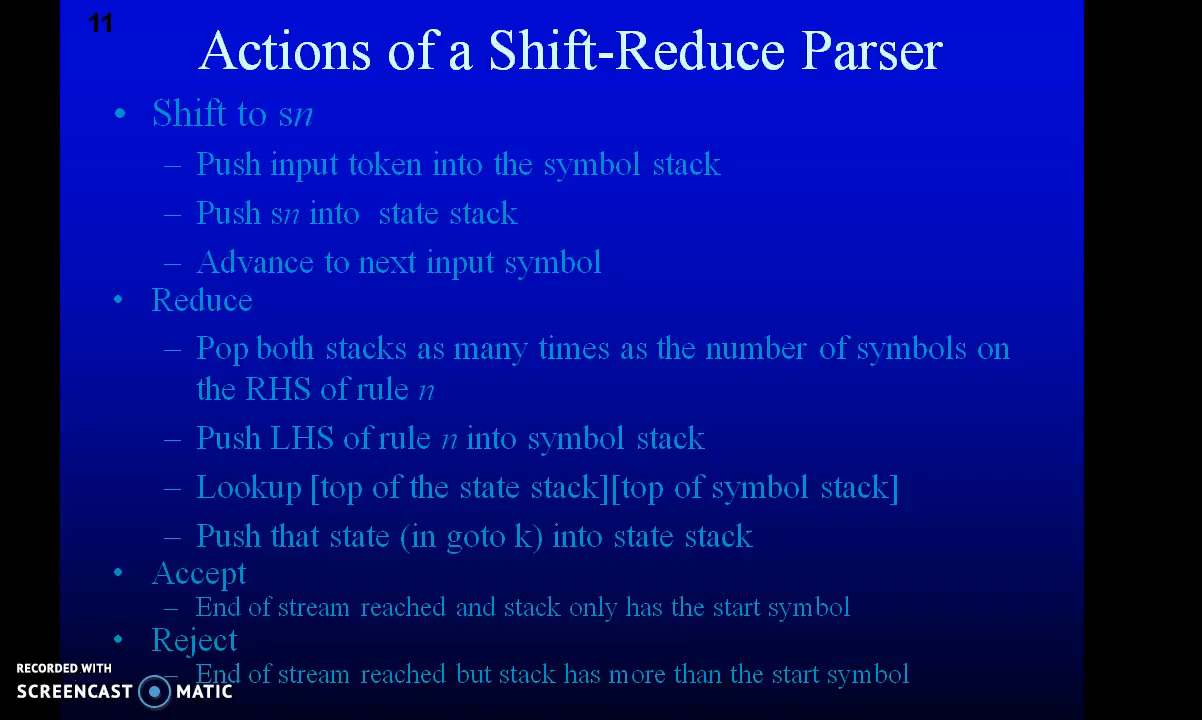 11
Actions of a Shift-Reduce Parser
• Shift to sn
– Push input token into the symbol stack
– Push sn into state stack
– Advance to next input symbol
• Reduce
– Pop both stacks as many times as the number of symbols on
the RHS of rule n
– Push LHS of rule n into symbol stack
– Lookup [top of the state stack][top of symbol stack]
– Push that state (in goto k) into state stack
• Accept
– End of stream reached and stack only has the start symbol
• Reject
– End of stream reached but stack has more than the start symbol
RECORDED WITH
SCREENCAST MATIC